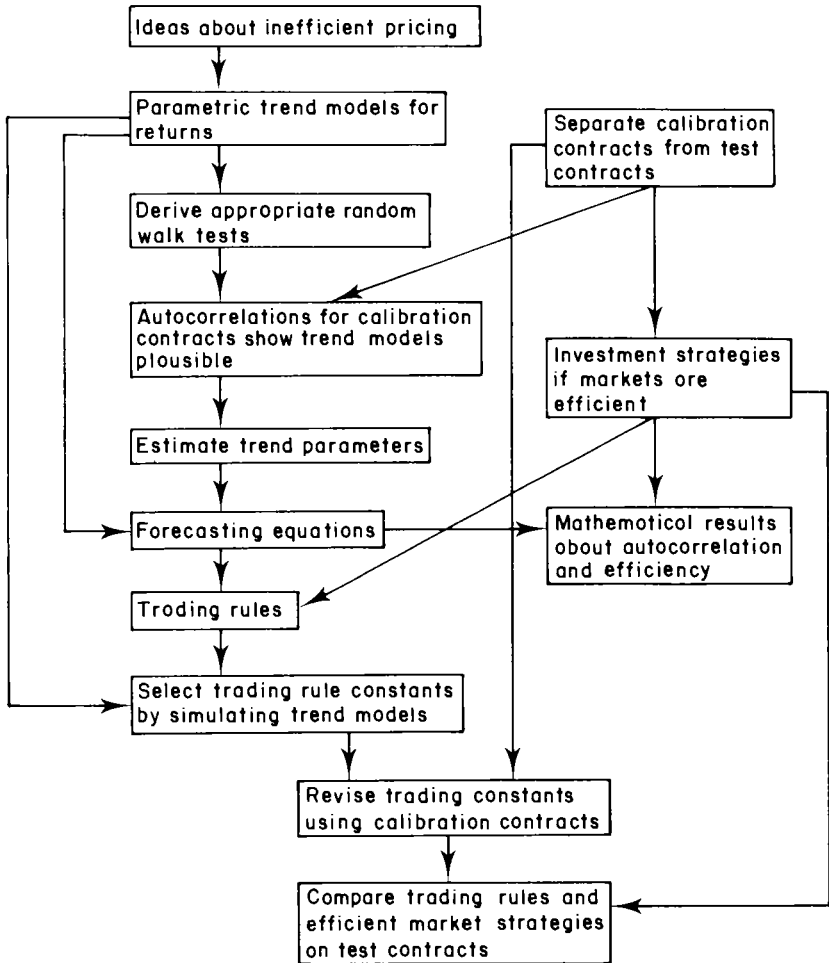 Ideas about inefficient pricing
Parametric trend models for
returns
Separate calibration
contracts from test
contracts
Derive appropriate random
walk tests
Autocorrelations for calibration
contracts show trend models
plousible
Investment strategies
if markets ore
efficient
Estimate trend parameters
Forecasting equations
Mathemoticol results
obout autocorrelation
and efficiency
Troding rules
Select trading rule constants
by simulating trend models
Revise trading constants
using calibration contracts
Compare trading rules and
efficient market strategies
on test contracts